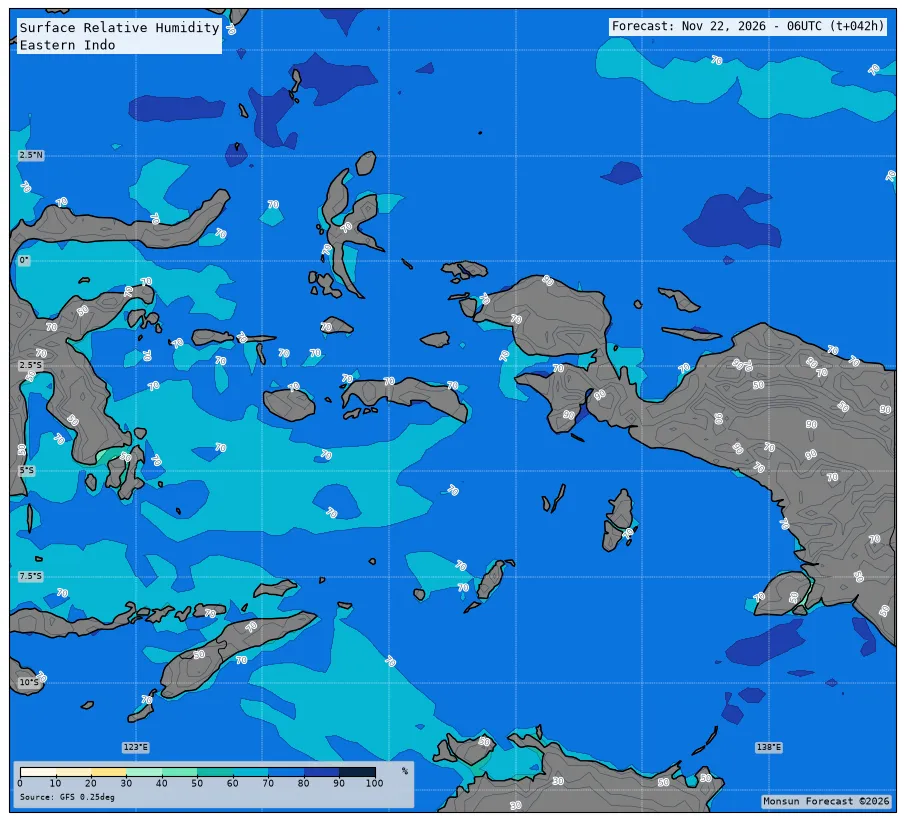 Surface Relative Humidity
Eastern Indo
Forecast: Nov 22, 2026 - 06UTC (t+042h)
2.5°N
0°
2.5°S
5°S
7.5°S
10°S
123°E
138°E
0 10 20 30 40 50 60 70 80 90 100 %
Source: GFS 0.25deg
Monsun Forecast ©2026